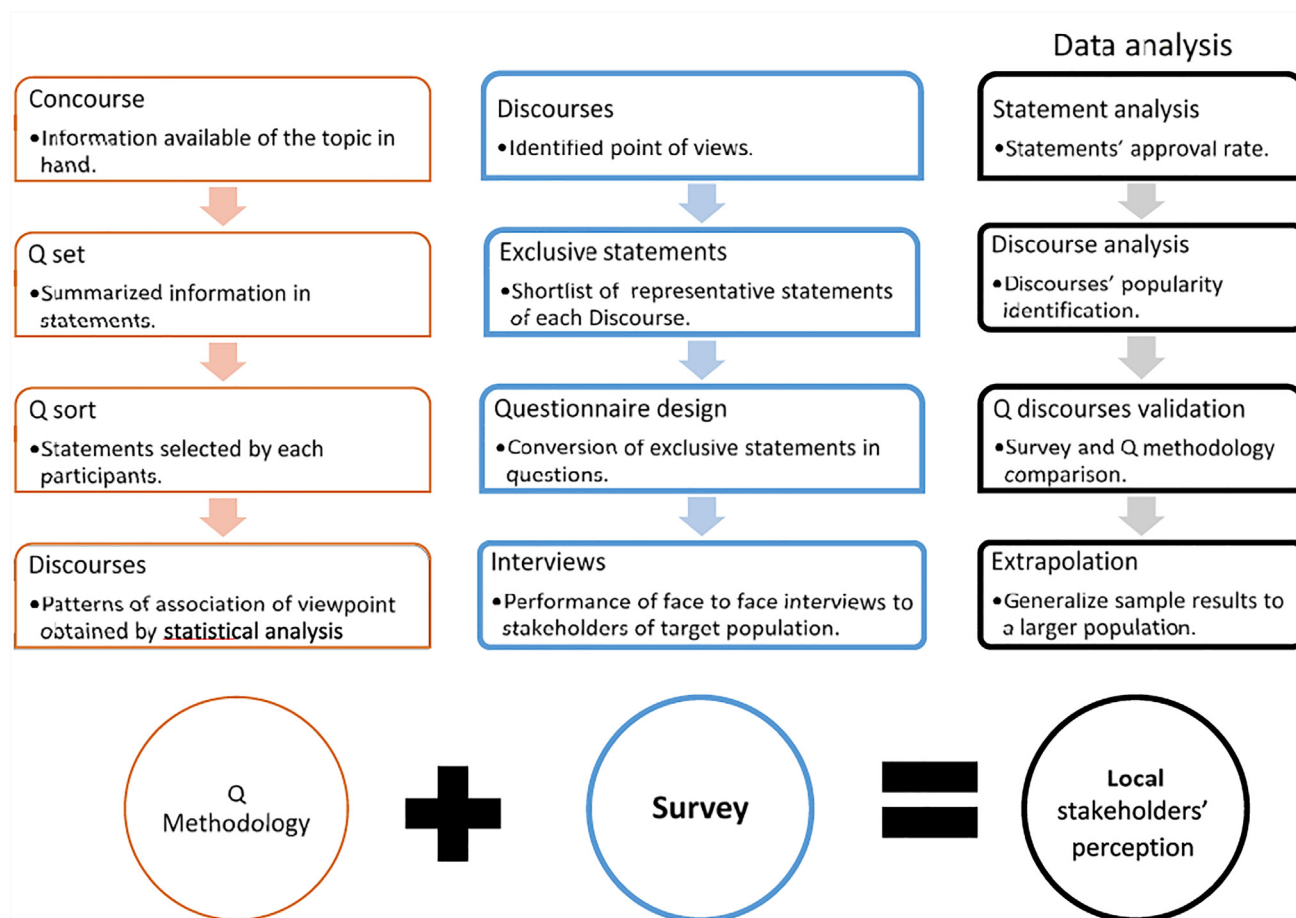 Data analysis
Concourse
•Information available of the topic in
hand.
Q set
•Summarized information in
statements.
Q sort
•Statements selected by each
participants.
Discourses
•Patterns of association of viewpoint
obtained by statistical analysis
Discourses
•Identified point of views.
Exclusive statements
•Shortlist of representative statements
of each Discourse.
Questionnaire design
•Conversion of exclusive statements in
questions.
Interviews
•Performance of face to face interviews to
stakeholders of target population.
Statement analysis
•Statements' approval rate.
Discourse analysis
•Discourses' popularity
identification.
Q discourses validation
•Survey and Q methodology
comparison.
Extrapolation
•Generalize sample results to
a larger population.
Q
Methodology
Survey
Local
stakeholders'
perception